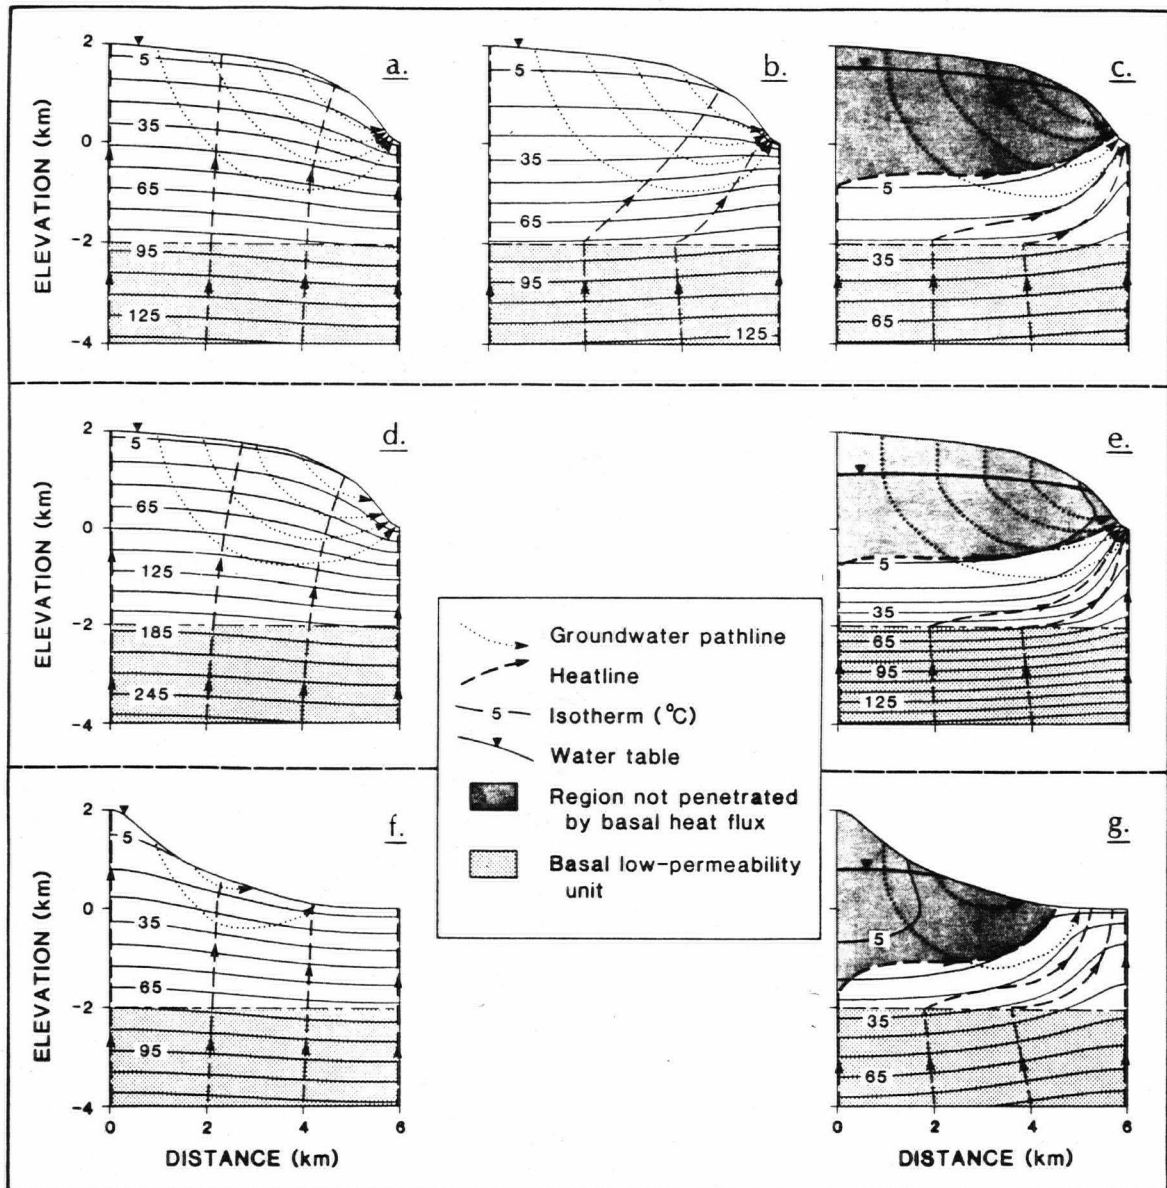 a.
ELEVATION (km)
2
0
-2
-4
5
35
65
95
125
b.
5
35
65
95
125
c.
5
35
65
d.
ELEVATION (km)
2
0
-2
-4
5
65
125
185
245
e.
5
35
65
95
125
Groundwater pathline
Heatline
5 Isotherm (°C)
Water table
Region not penetrated
by basal heat flux
Basal low-permeability
unit
f.
ELEVATION (km)
2
0
-2
-4
5
35
65
95
0 2 4 6
DISTANCE (km)
g.
5
35
65
0 2 4 6
DISTANCE (km)